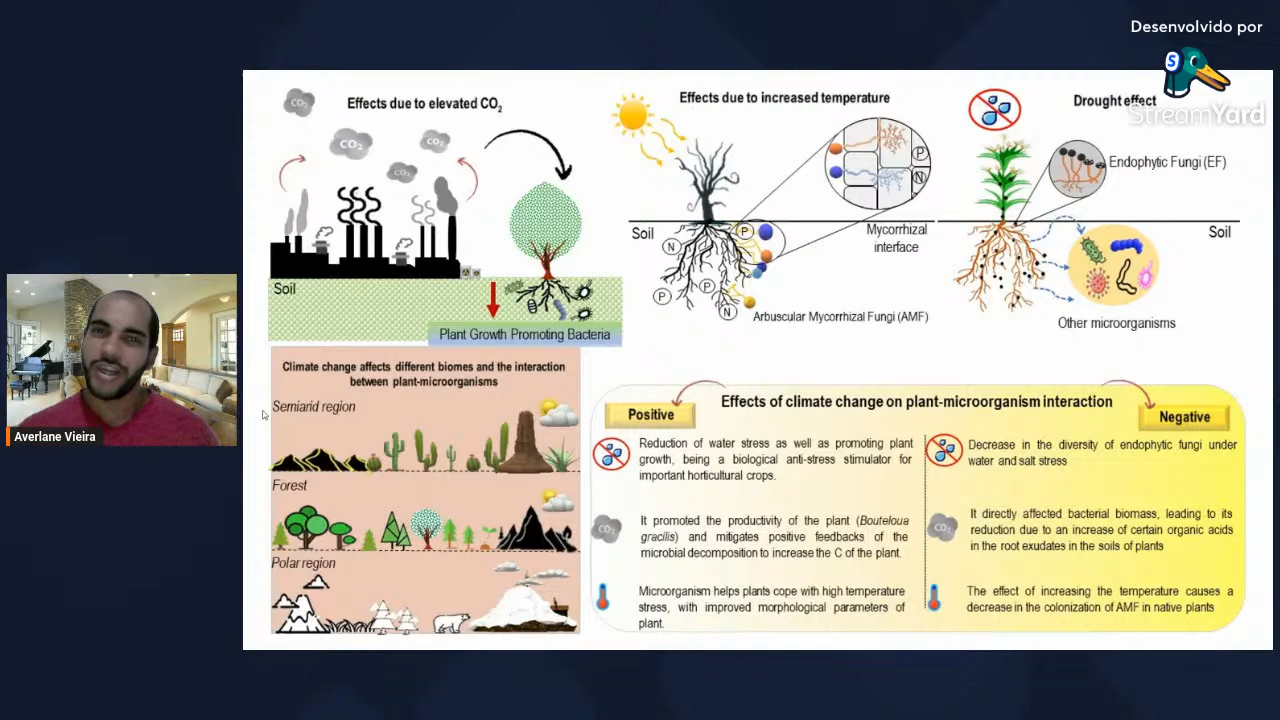 Desenvolvido por
StreamYard
S
Averlane Vieira
Effects due to elevated CO2
CO2
CO2
CO2
CO2
Soil
Plant Growth Promoting Bacteria
Effects due to increased temperature
Soil
N
P
P
P
N
P
N
Mycorrhizal
interface
Arbuscular Mycorrhizal Fungi (AMF)
Drought effect
Endophytic Fungi (EF)
Soil
Other microorganisms
Climate change affects different biomes and the interaction
between plant-microorganisms
Semiarid region
Forest
Polar region
Effects of climate change on plant-microorganism interaction
Positive
Reduction of water stress as well as promoting plant
growth, being a biological anti-stress stimulator for
important horticultural crops.
CO2
It promoted the productivity of the plant (Bouteloua
gracilis) and mitigates positive feedbacks of the
microbial decomposition to increase the C of the plant.
Microorganism helps plants cope with high temperature
stress, with improved morphological parameters of
plant.
Negative
Decrease in the diversity of endophytic fungi under
water and salt stress
CO2
It directly affected bacterial biomass, leading to its
reduction due to an increase of certain organic acids
in the root exudates in the soils of plants
The effect of increasing the temperature causes a
decrease in the colonization of AMF in native plants